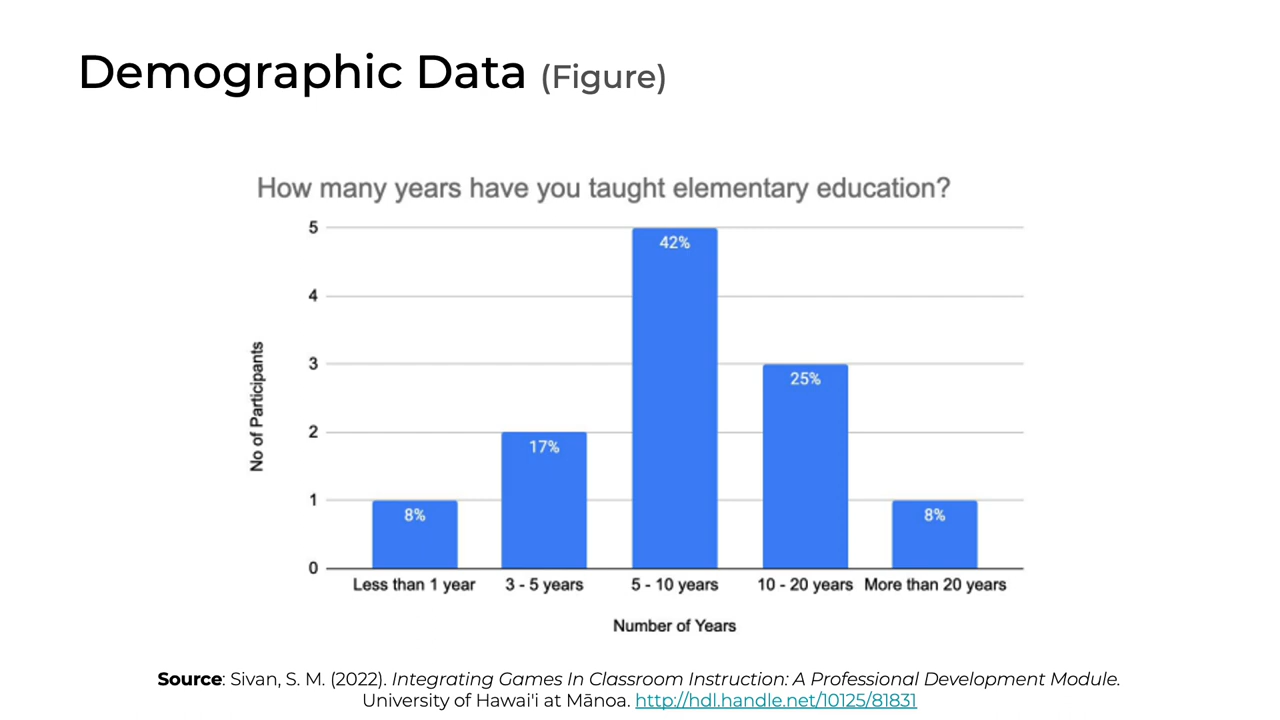 Demographic Data (Figure)
How many years have you taught elementary education?
5
4
3
2
1
0
No of Participants
42%
25%
17%
8%
8%
Less than 1 year
3 - 5 years
5 - 10 years
10 - 20 years
More than 20 years
Number of Years
Source: Sivan, S. M. (2022). Integrating Games In Classroom Instruction: A Professional Development Module.
University of Hawai'i at Mānoa. http://hdl.handle.net/10125/81831